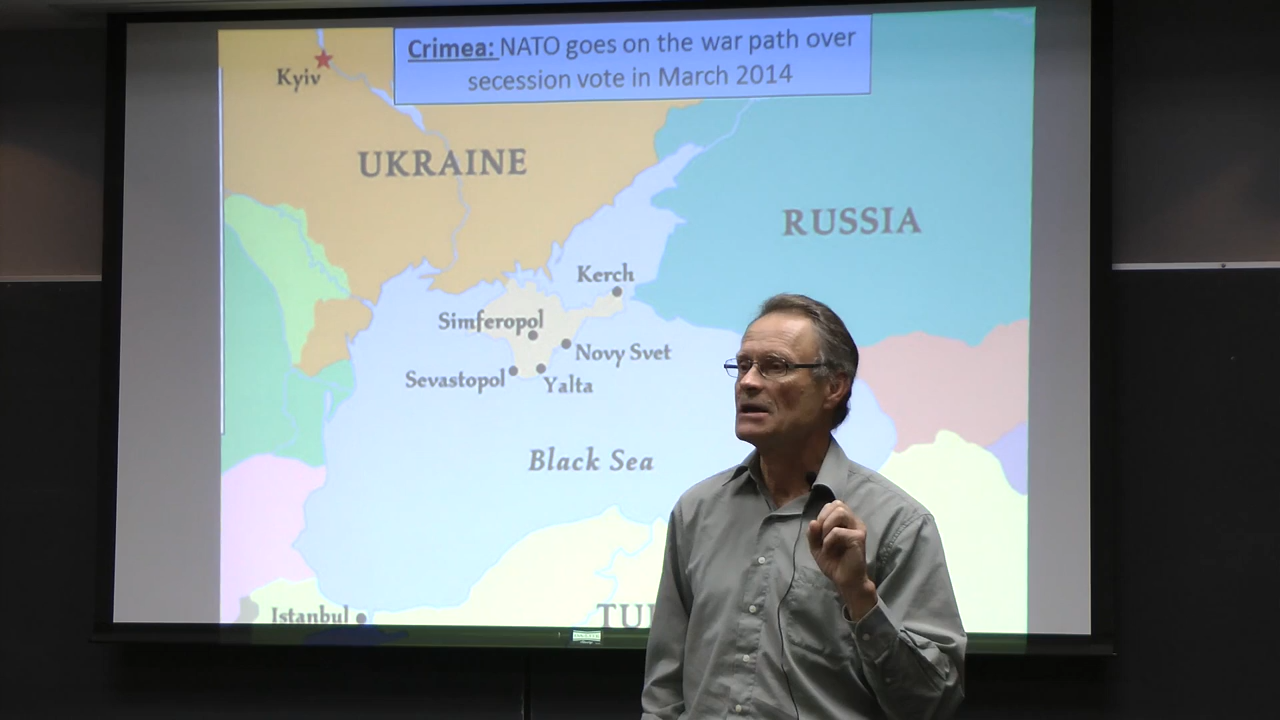 Crimea: NATO goes on the war path over
secession vote in March 2014
Kyiv
UKRAINE
RUSSIA
Kerch
Simferopol
Novy Svet
Sevastopol
Yalta
Black Sea
Istanbul
TU